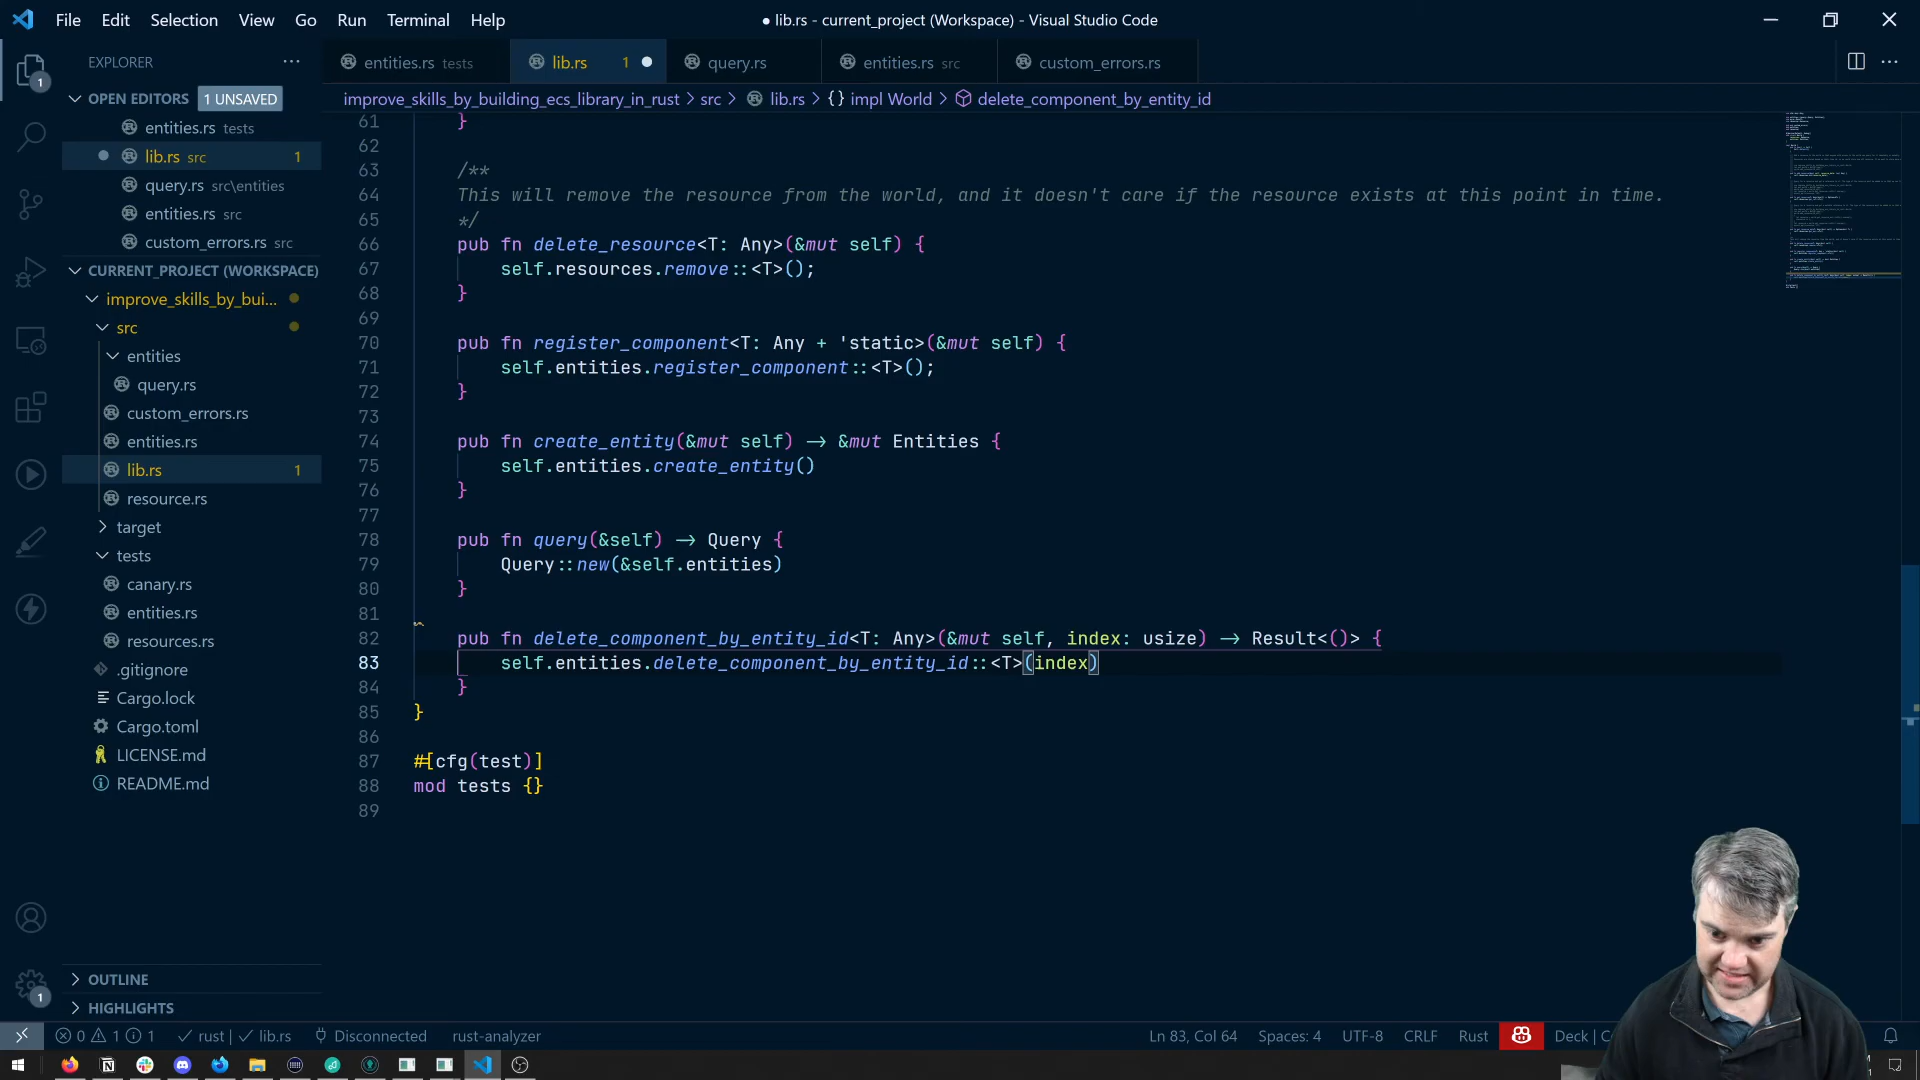 File Edit Selection View Go Run Terminal Help
● lib.rs - current_project (Workspace) - Visual Studio Code
EXPLORER
entities.rs tests
lib.rs 1
query.rs
entities.rs src
custom_errors.rs
OPEN EDITORS 1 UNSAVED
entities.rs tests
lib.rs src 1
query.rs src\entities
entities.rs src
custom_errors.rs src
CURRENT_PROJECT (WORKSPACE)
improve_skills_by_bui...
src
entities
query.rs
custom_errors.rs
entities.rs
lib.rs 1
resource.rs
target
tests
canary.rs
entities.rs
resources.rs
.gitignore
Cargo.lock
Cargo.toml
LICENSE.md
README.md
OUTLINE
HIGHLIGHTS
1
1
improve_skills_by_building_ecs_library_in_rust > src > lib.rs > {} impl World > delete_component_by_entity_id
61 }
62
63 /**
64 This will remove the resource from the world, and it doesn't care if the resource exists at this point in time.
65 */
66 pub fn delete_resource<T: Any>(&mut self) {
67 self.resources.remove::<T>();
68 }
69
70 pub fn register_component<T: Any + 'static>(&mut self) {
71 self.entities.register_component::<T>();
72 }
73
74 pub fn create_entity(&mut self) -> &mut Entities {
75 self.entities.create_entity()
76 }
77
78 pub fn query(&self) -> Query {
79 Query::new(&self.entities)
80 }
81
82 pub fn delete_component_by_entity_id<T: Any>(&mut self, index: usize) -> Result<()> {
83 self.entities.delete_component_by_entity_id::<T>(index)
84 }
85 }
86
87 #[cfg(test)]
88 mod tests {}
89
0 1 1 rust | lib.rs Disconnected rust-analyzer
Ln 83, Col 64 Spaces: 4 UTF-8 CRLF Rust Deck |